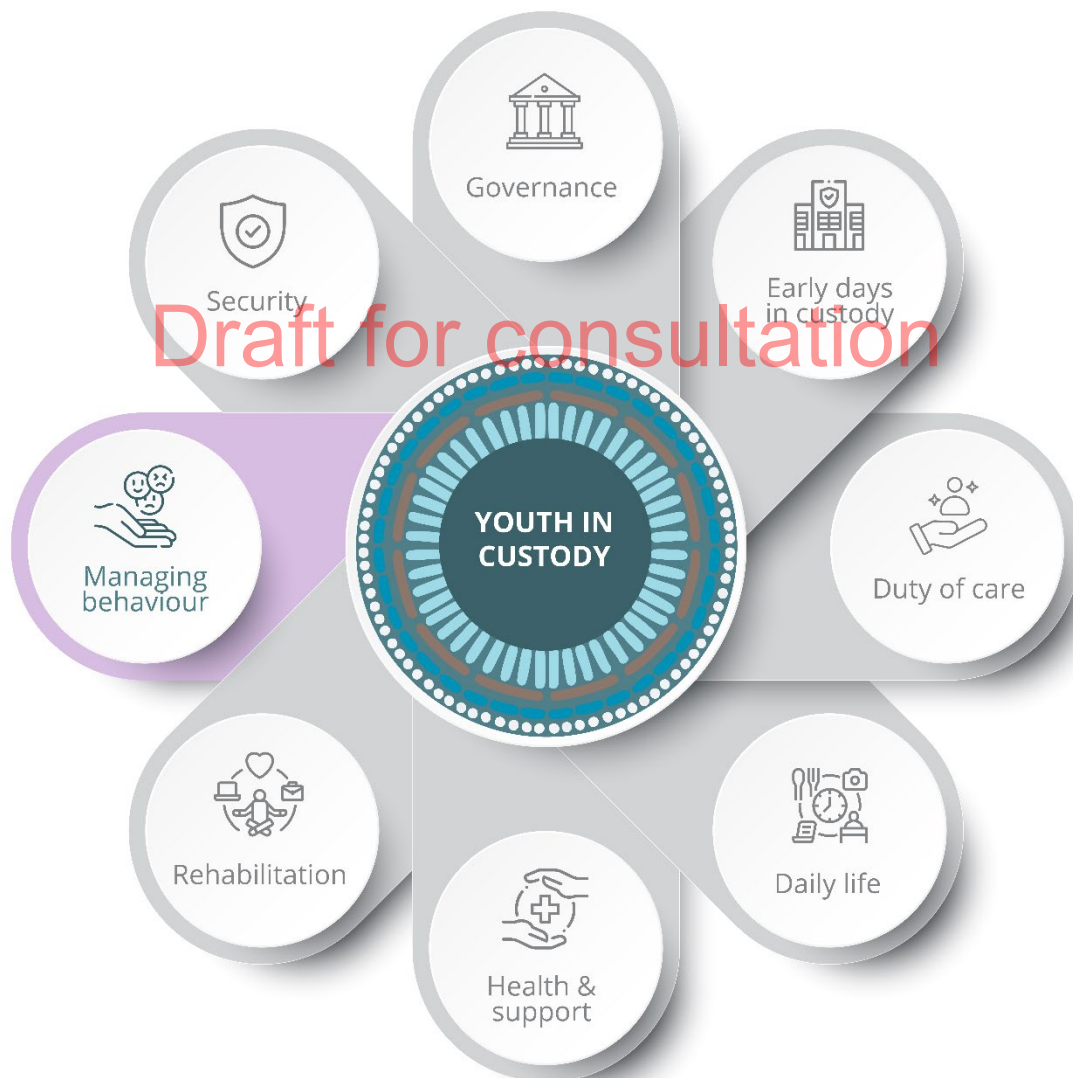 Governance
Security
Early days
in custody
Draft for consultation
YOUTH IN
CUSTODY
Managing
behaviour
Duty of care
Rehabilitation
Daily life
Health &
support